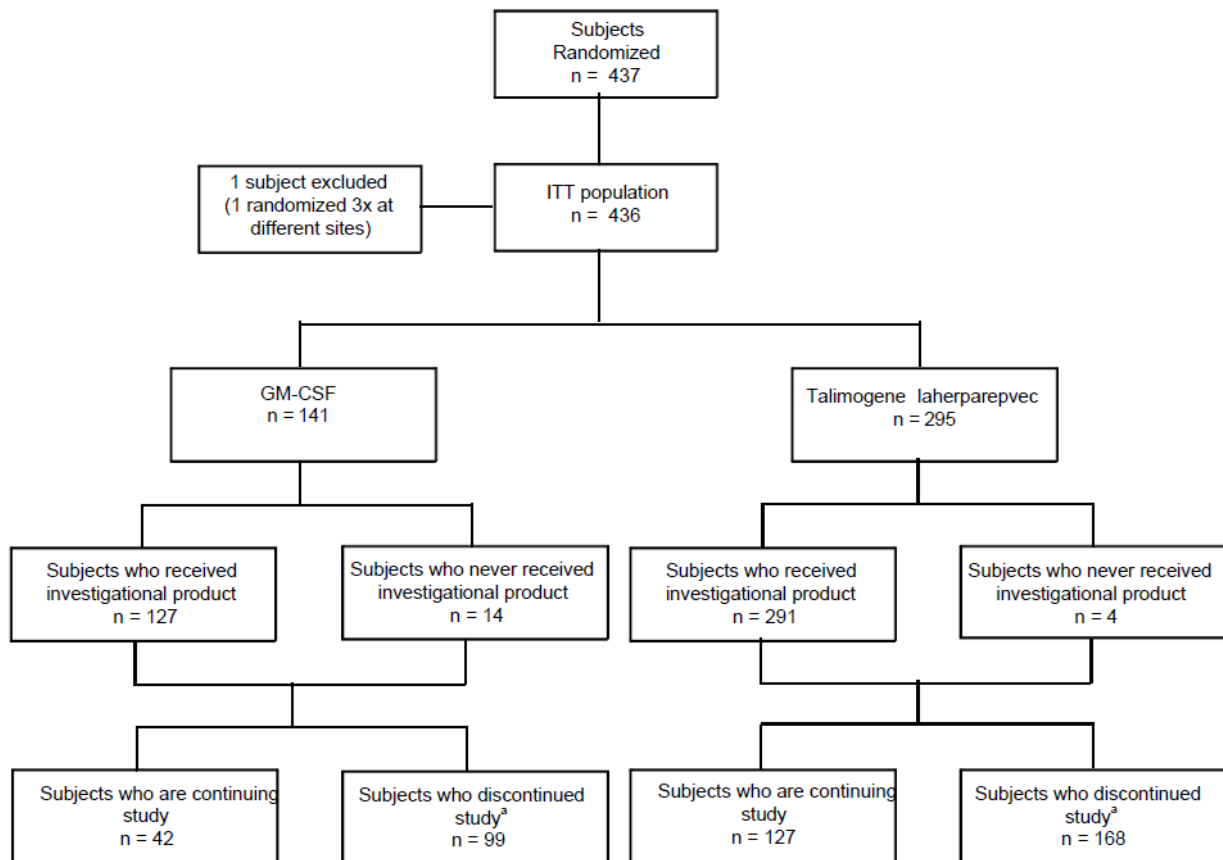 Subjects
Randomized
n = 437
1 subject excluded
(1 randomized 3x at
different sites)
ITT population
n = 436
GM-CSF
n = 141
Talimogene laherparepvec
n = 295
Subjects who received
investigational product
n = 127
Subjects who never received
investigational product
n = 14
Subjects who received
investigational product
n = 291
Subjects who never received
investigational product
n = 4
Subjects who are continuing
study
n = 42
Subjects who discontinued
studyᵃ
n = 99
Subjects who are continuing
study
n = 127
Subjects who discontinued
studyᵃ
n = 168